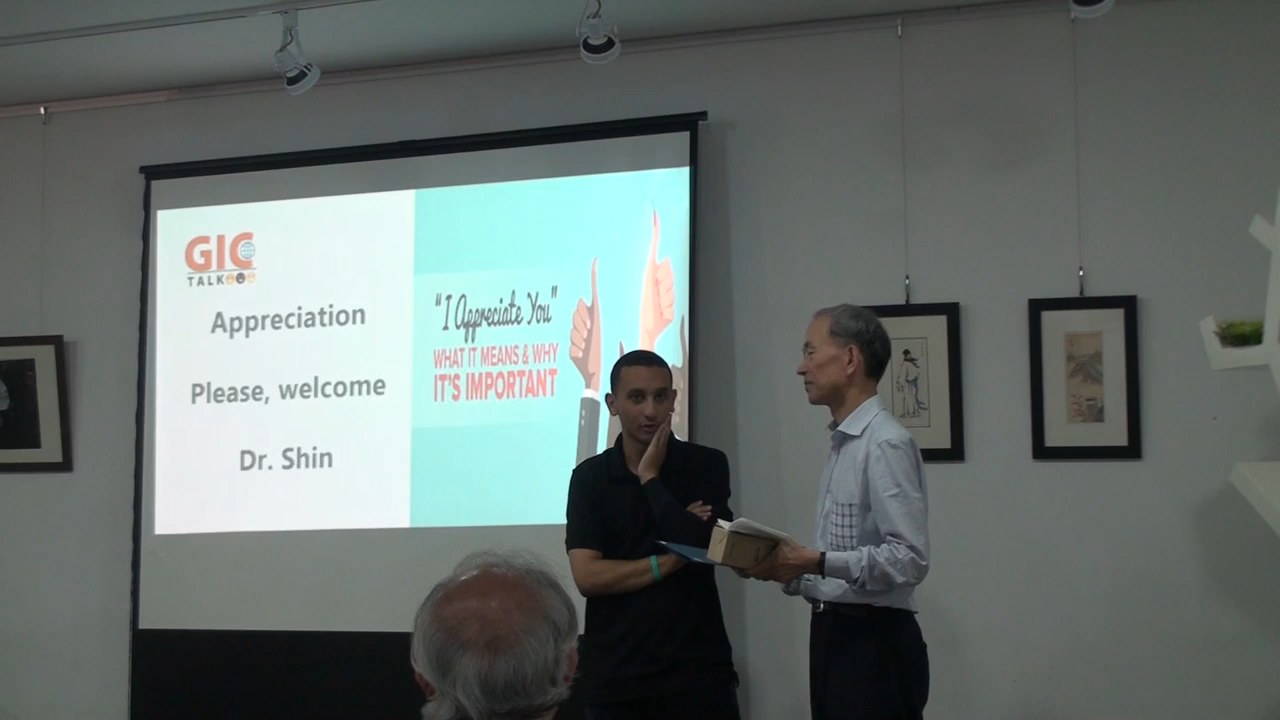 GIC
TALK
Appreciation
Please, welcome
Dr. Shin
"I Appreciate You"
WHAT IT MEANS & WHY
IT'S IMPORTANT